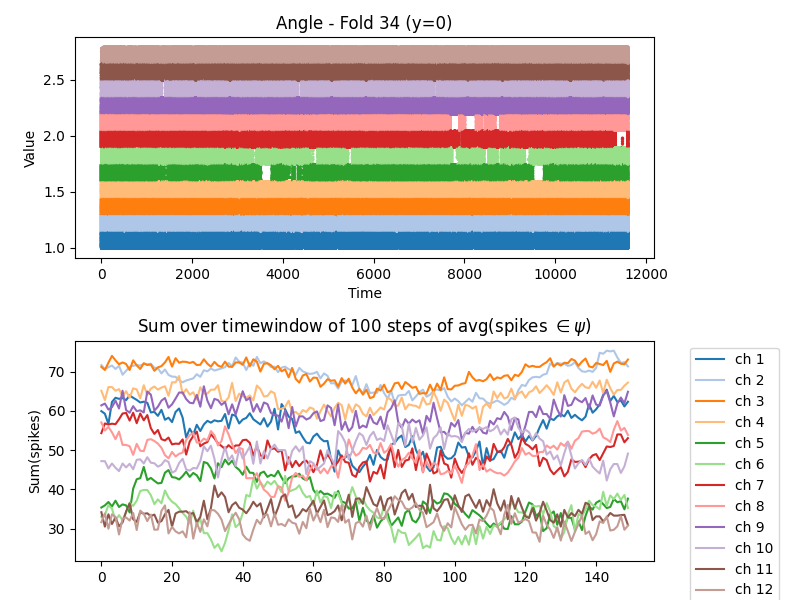 Angle - Fold 34 (y=0)
Value
2.5
2.0
1.5
1.0
0
2000
4000
6000
8000
10000
12000
Time
Sum over timewindow of 100 steps of avg(spikes ∈ψ)
Sum(spikes)
70
60
50
40
30
0
20
40
60
80
100
120
140
ch 1
ch 2
ch 3
ch 4
ch 5
ch 6
ch 7
ch 8
ch 9
ch 10
ch 11
ch 12